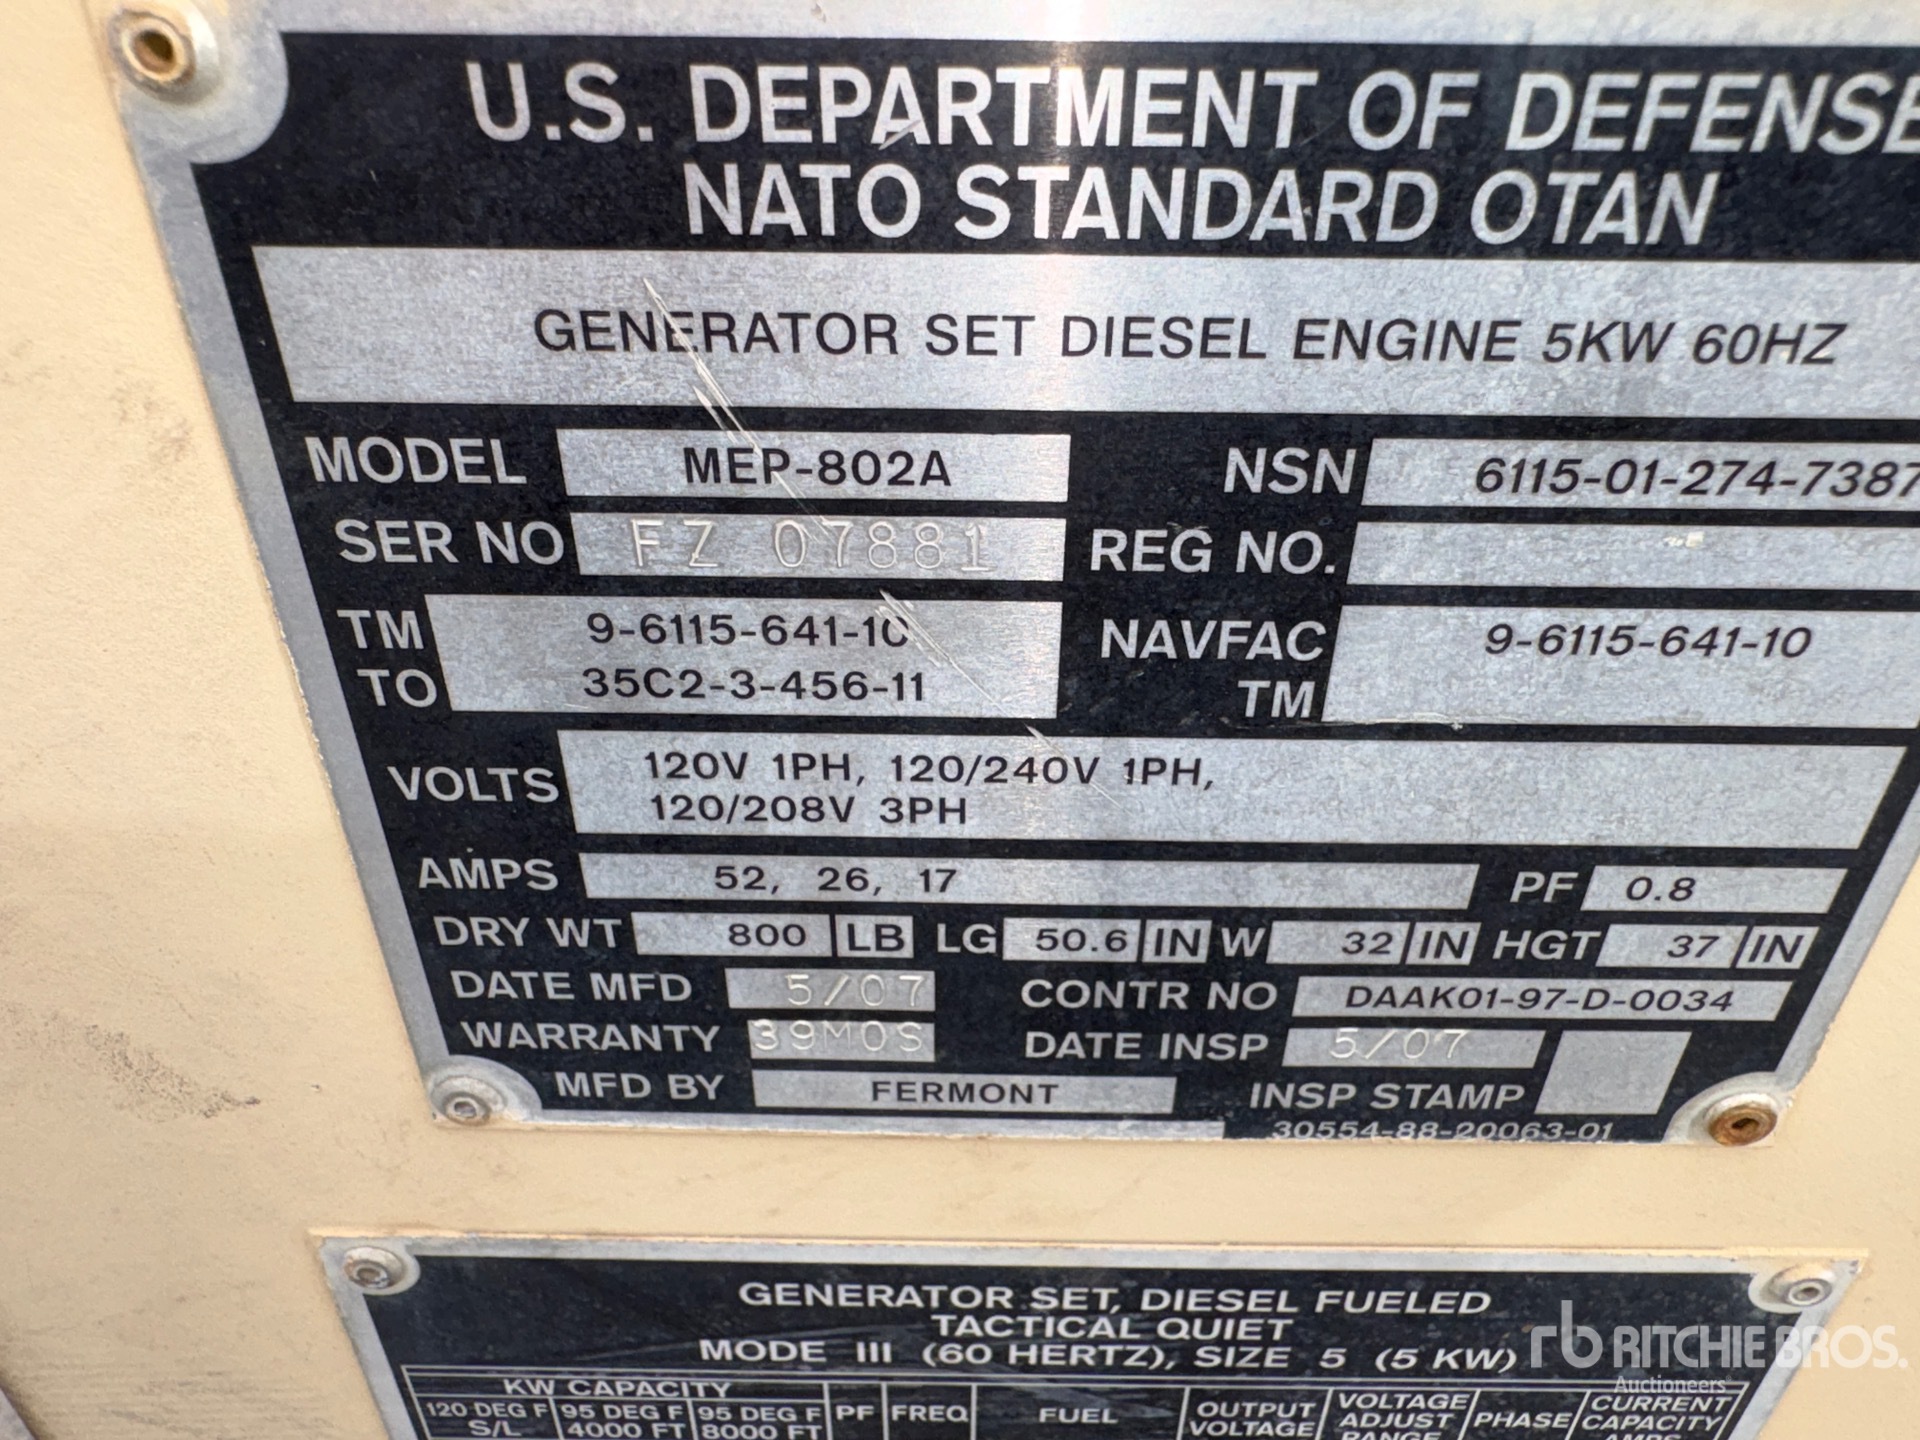 U.S. DEPARTMENT OF DEFENSE
NATO STANDARD OTAN
GENERATOR SET DIESEL ENGINE 5KW 60HZ
MODEL MEP-802A NSN 6115-01-274-7387
SER NO FZ 07881 REG NO.
TM 9-6115-641-10 NAVFAC 9-6115-641-10
TO 35C2-3-456-11 TM
VOLTS 120V 1PH, 120/240V 1PH,
120/208V 3PH
AMPS 52, 26, 17 PF 0.8
DRY WT 800 LB LG 50.6 IN W 32 IN HGT 37 IN
DATE MFD 5/07 CONTR NO DAAK01-97-D-0034
WARRANTY 39MOS DATE INSP 5/07
MFD BY FERMONT INSP STAMP
30554-88-20063-01
GENERATOR SET, DIESEL FUELED
TACTICAL QUIET
MODE III (60 HERTZ), SIZE 5 (5 KW)
KW CAPACITY
120 DEG F S/L 95 DEG F 4000 FT 95 DEG F 8000 FT PF FREQ FUEL OUTPUT VOLTAGE VOLTAGE ADJUST RANGE PHASE CURRENT CAPACITY AMPS
rb RITCHIE BROS.
Auctioneers